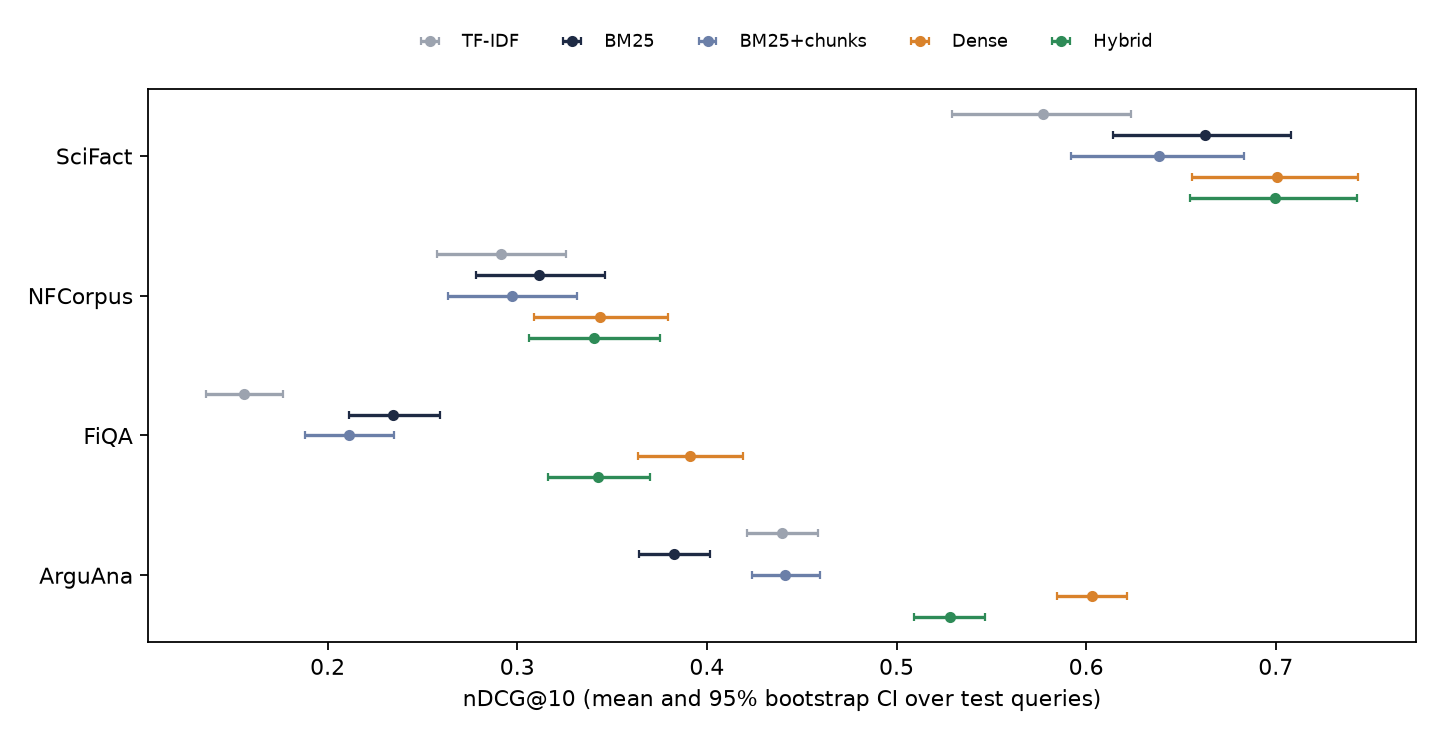 TF-IDF BM25 BM25+chunks Dense Hybrid
SciFact
NFCorpus
FiQA
ArguAna
0.2 0.3 0.4 0.5 0.6 0.7
nDCG@10 (mean and 95% bootstrap CI over test queries)